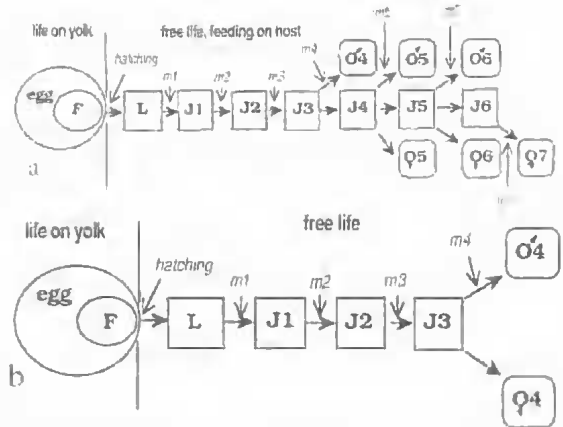 life on yolk free life, feeding on host
hatching
m1 m2 m3 m4
egg F L J1 J2 J3 J4 J5 J6
♂4 ♂5 ♂6
♀5 ♀6 ♀7
a
life on yolk free life
hatching
m1 m2 m3 m4
egg F L J1 J2 J3
♂4
♀4
b